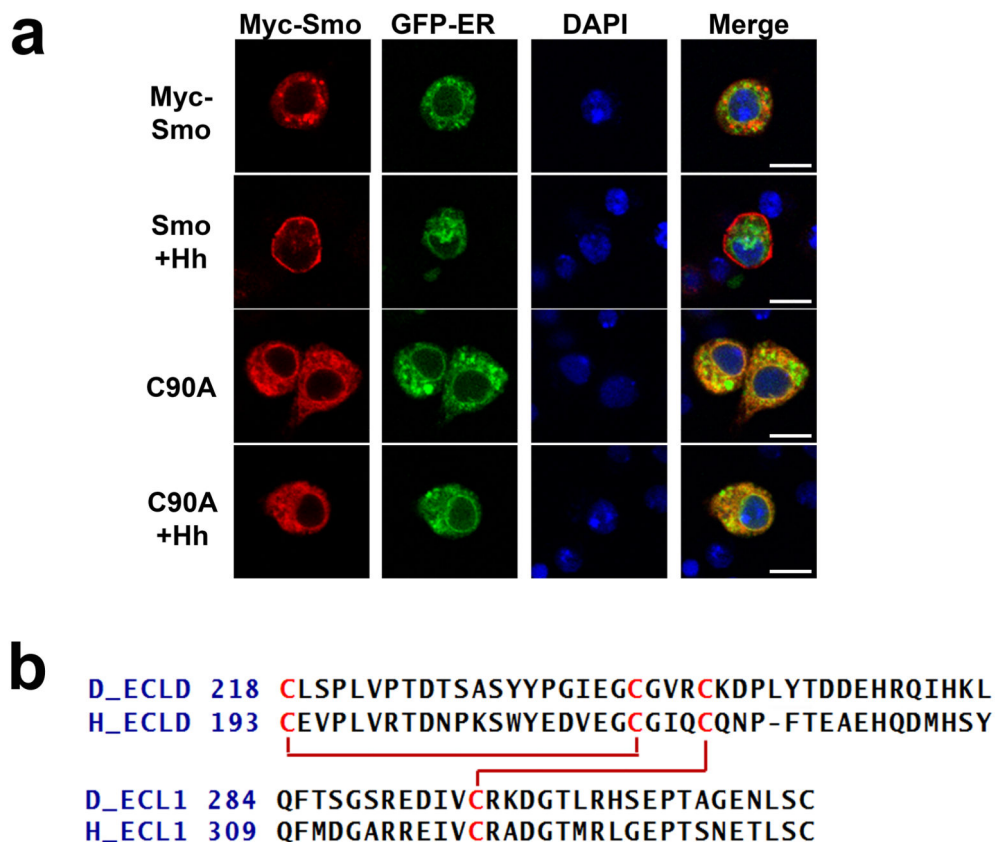 a
Myc-Smo GFP-ER DAPI Merge
Myc-
Smo
Smo
+Hh
C90A
C90A
+Hh
b
D_ECLD 218 CLSPLVPTDTSASYYPGIEGCGVRCKDPLYTDDEHRQIHKL
H_ECLD 193 CEVPLVRTDNPKSWYEDVEGCGIQCQNP-FTEAEHQDMHSY
D_ECL1 284 QFTSGSREDIVCRKDGTLRHSEPTAGENLSC
H_ECL1 309 QFMDGARREIVCRADGTMRLGEPTSNETLSC